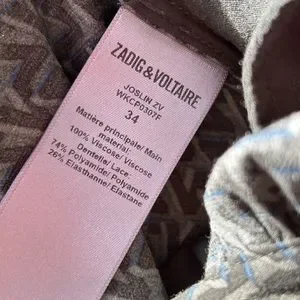 ZADIG&VOLTAIRE
JOSLIN ZV
WKCP0307F
34
Matière principale/ Main
material:
100% Viscose/ Viscose
Dentelle/ Lace:
74% Polyamide/ Polyamide
26% Elasthanne/ Elastane